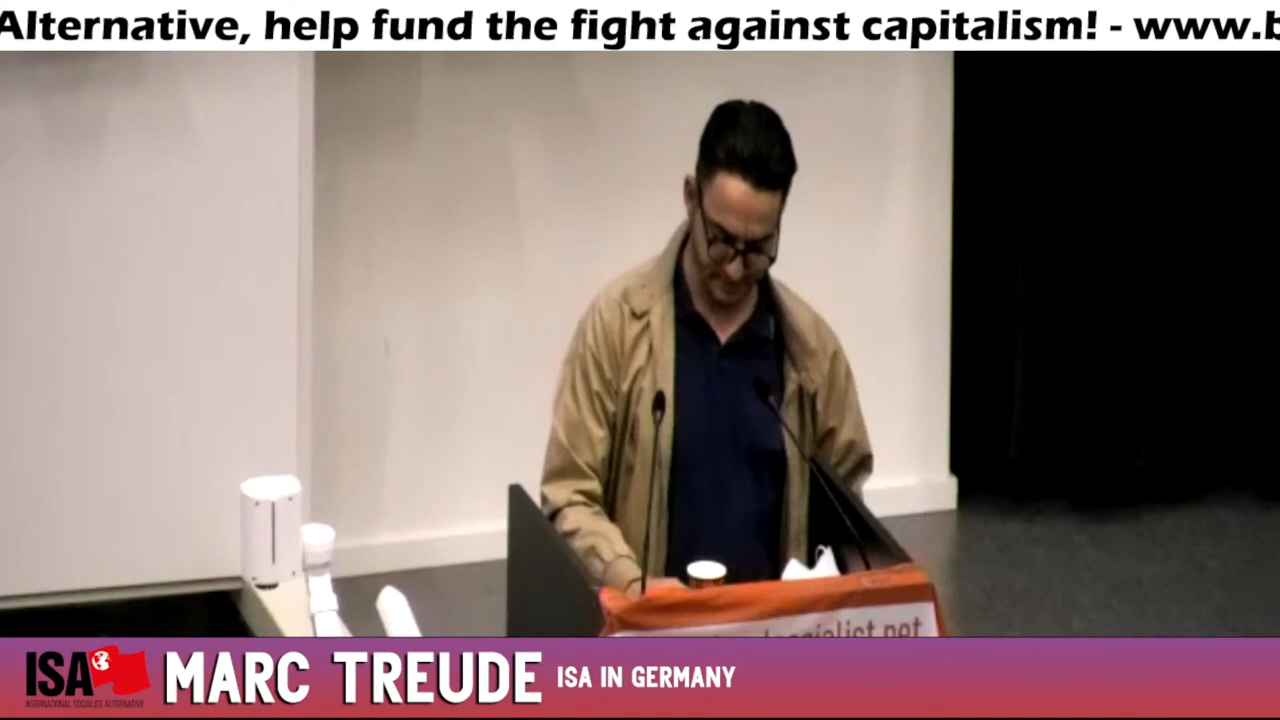 Alternative, help fund the fight against capitalism! - www.b
socialist.net
ISA
INTERNATIONAL SOCIALIST ALTERNATIVE
MARC TREUDE
ISA IN GERMANY